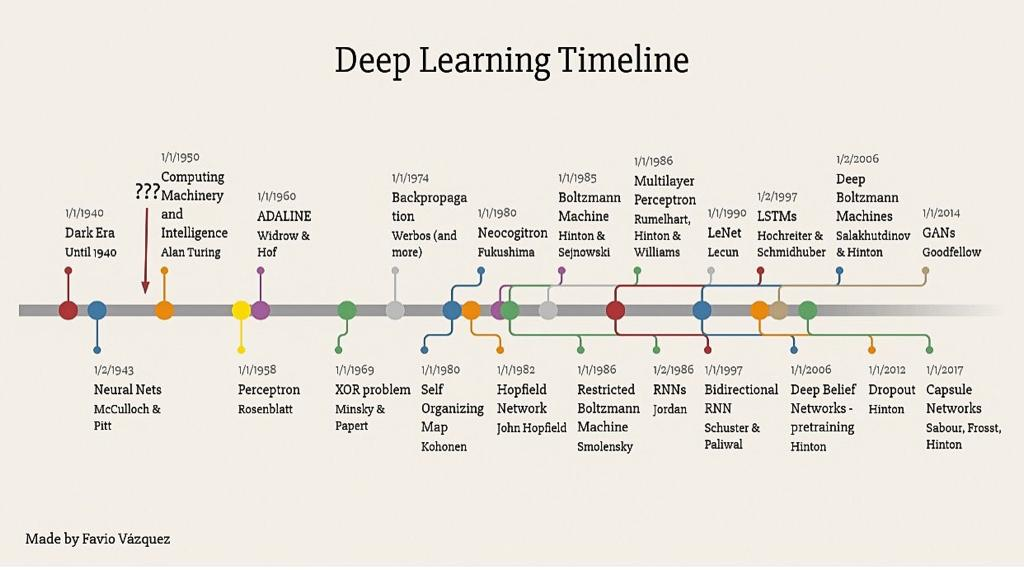 Deep Learning Timeline
???
1/1/1940
Dark Era
Until 1940
1/1/1950
Computing
Machinery
and
Intelligence
Alan Turing
1/1/1960
ADALINE
Widrow &
Hof
1/1/1974
Backpropaga
tion
Werbos (and
more)
1/1/1980
Neocogitron
Fukushima
1/1/1985
Boltzmann
Machine
Hinton &
Sejnowski
1/1/1986
Multilayer
Perceptron
Rumelhart,
Hinton &
Williams
1/1/1990
LeNet
Lecun
1/2/1997
LSTMs
Hochreiter &
Schmidhuber
1/2/2006
Deep
Boltzmann
Machines
Salakhutdinov
& Hinton
1/1/2014
GANs
Goodfellow
1/2/1943
Neural Nets
McCulloch &
Pitt
1/1/1958
Perceptron
Rosenblatt
1/1/1969
XOR problem
Minsky &
Papert
1/1/1980
Self
Organizing
Map
Kohonen
1/1/1982
Hopfield
Network
John Hopfield
1/1/1986
Restricted
Boltzmann
Machine
Smolensky
1/2/1986
RNNs
Jordan
1/1/1997
Bidirectional
RNN
Schuster &
Paliwal
1/1/2006
Deep Belief
Networks -
pretraining
Hinton
1/1/2012
Dropout
Hinton
1/1/2017
Capsule
Networks
Sabour, Frosst,
Hinton
Made by Favio Vázquez